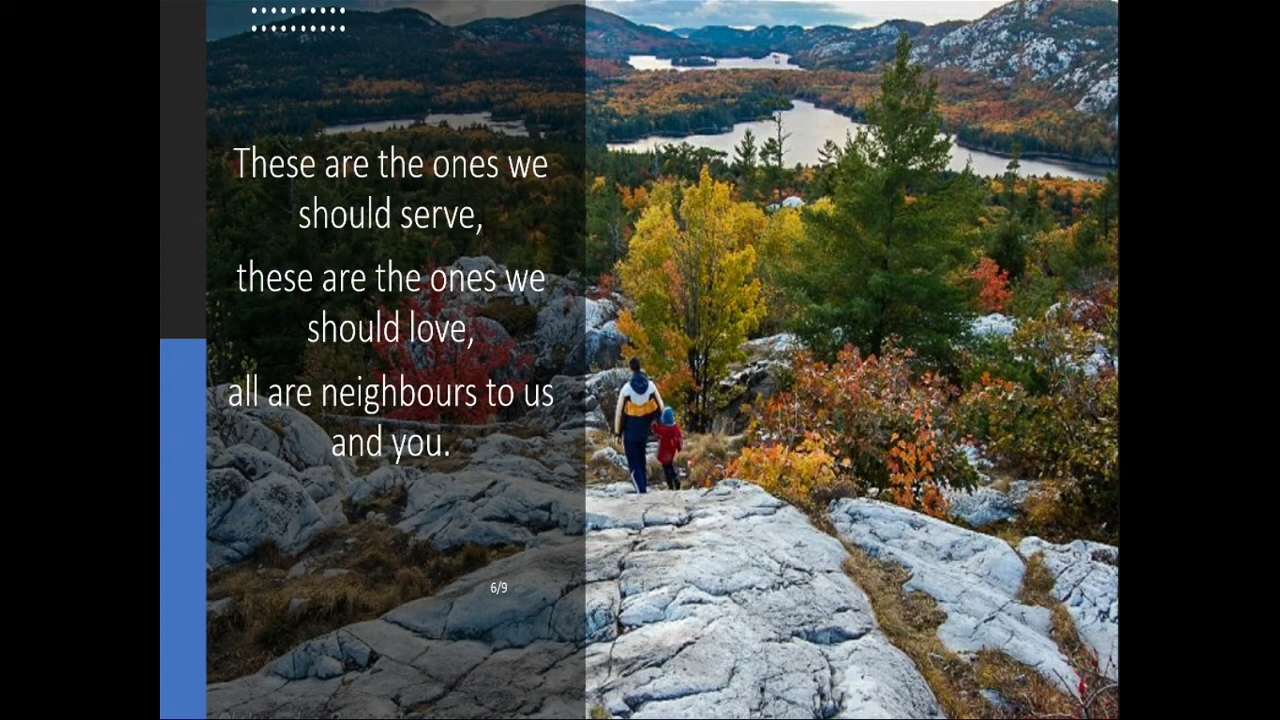 These are the ones we
should serve,
these are the ones we
should love,
all are neighbours to us
and you.
6/9